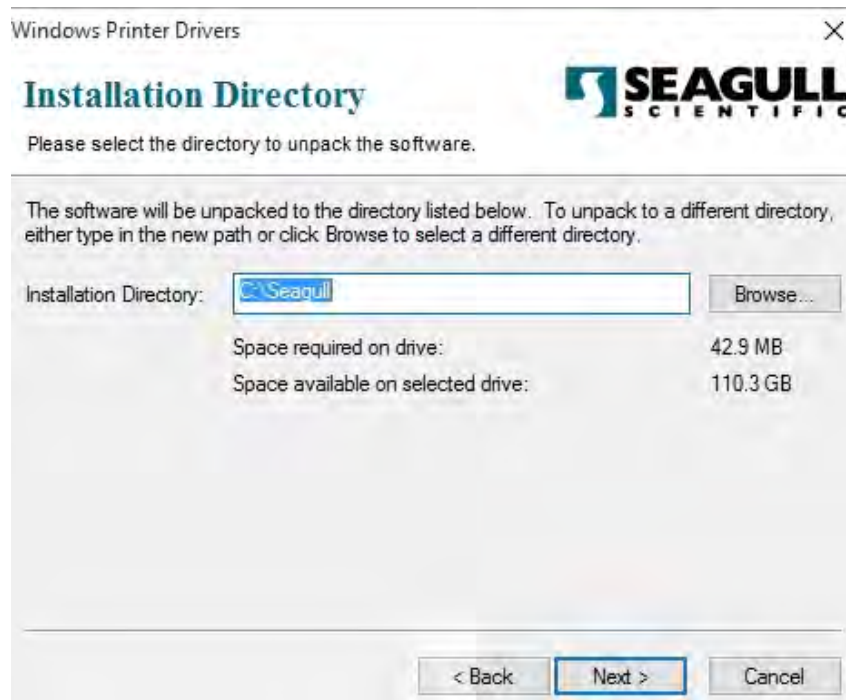 Windows Printer Drivers
Installation Directory
SEAGULL
SCIENTIFIC
Please select the directory to unpack the software.
The software will be unpacked to the directory listed below. To unpack to a different directory,
either type in the new path or click Browse to select a different directory.
Installation Directory: C:\Seagull Browse...
Space required on drive: 42.9 MB
Space available on selected drive: 110.3 GB
< Back Next > Cancel